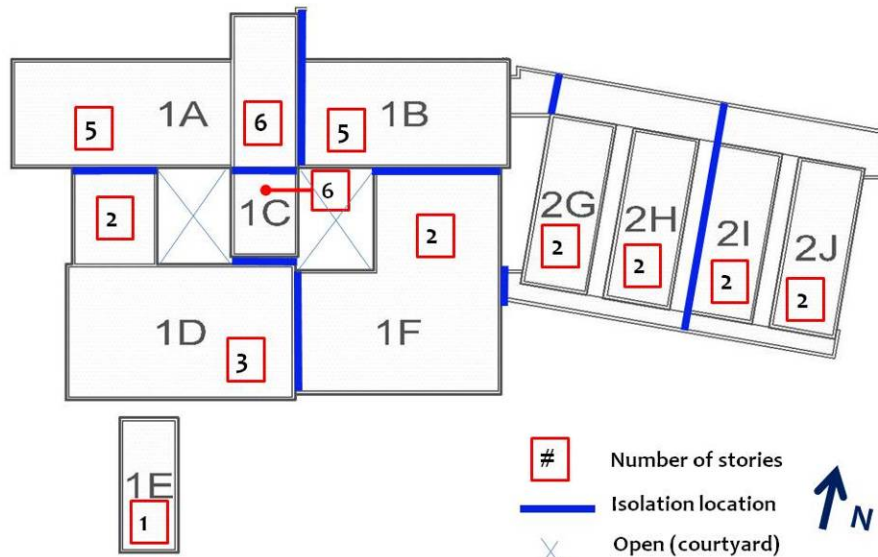 1A
5
6
1B
5
2
1C
6
2
1D
3
1F
1E
1
2G
2
2H
2
2I
2
2J
2
# Number of stories
Isolation location
Open (courtyard)
N